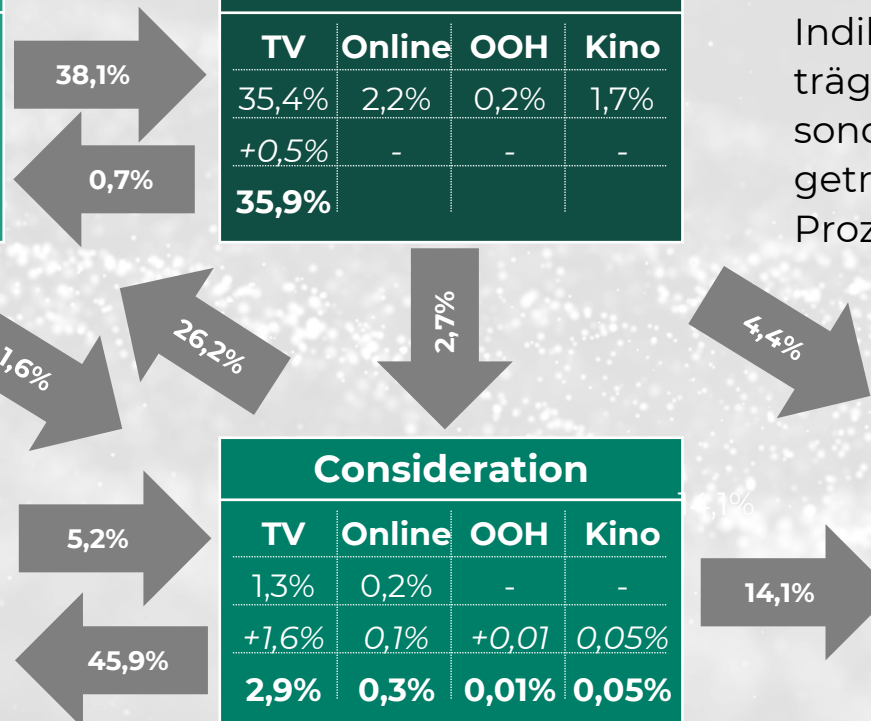 38,1%
0,7%
TV Online OOH Kino
35,4% 2,2% 0,2% 1,7%
+0,5% - - -
35,9%
1,6%
26,2%
2,7%
4,4%
Consideration
TV Online OOH Kino
1,3% 0,2% - -
+1,6% 0,1% +0,01 0,05%
2,9% 0,3% 0,01% 0,05%
5,2%
45,9%
14,1%
14,1%
träg
sond
getr
Proz